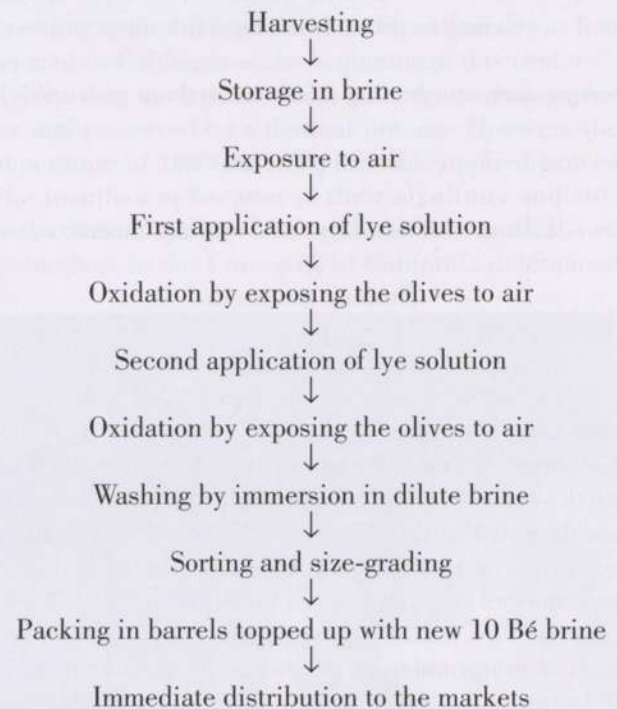 Harvesting
↓
Storage in brine
↓
Exposure to air
↓
First application of lye solution
↓
Oxidation by exposing the olives to air
↓
Second application of lye solution
↓
Oxidation by exposing the olives to air
↓
Washing by immersion in dilute brine
↓
Sorting and size-grading
↓
Packing in barrels topped up with new 10 Bé brine
↓
Immediate distribution to the markets